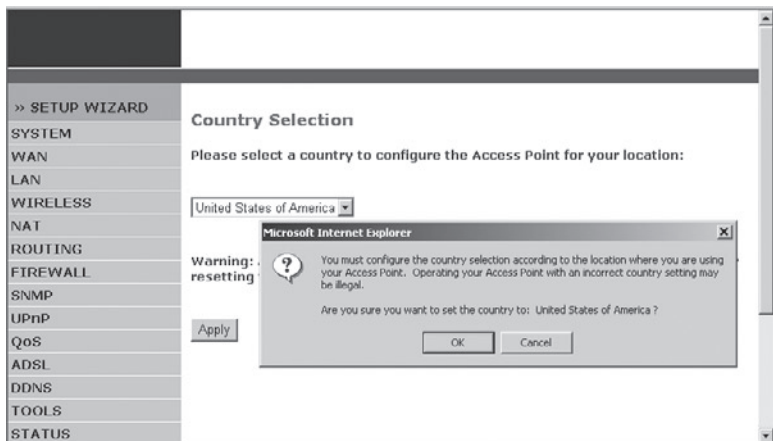 » SETUP WIZARD
SYSTEM
WAN
LAN
WIRELESS
NAT
ROUTING
FIREWALL
SNMP
UPnP
QoS
ADSL
DDNS
TOOLS
STATUS
Country Selection
Please select a country to configure the Access Point for your location:
United States of America
Warning:
resetting
Apply
Microsoft Internet Explorer
You must configure the country selection according to the location where you are using
your Access Point. Operating your Access Point with an incorrect country setting may
be illegal.
Are you sure you want to set the country to: United States of America ?
OK
Cancel